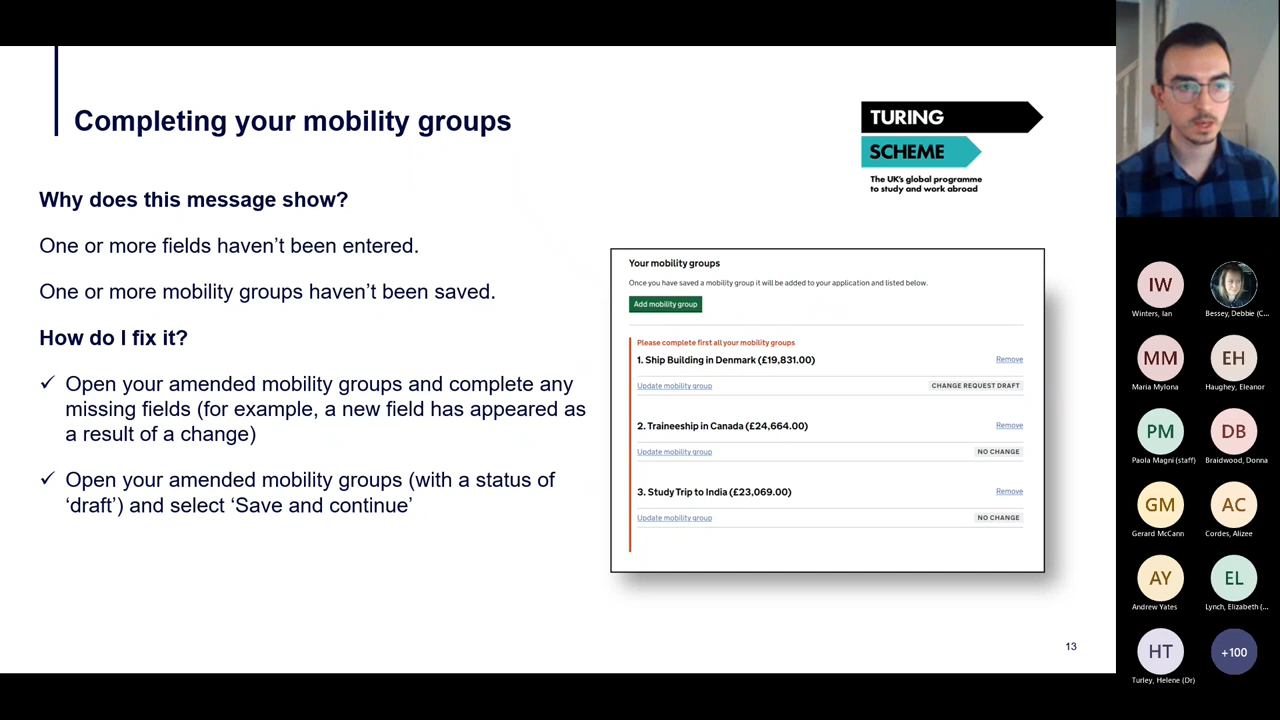 Completing your mobility groups
TURING
SCHEME
The UK's global programme
to study and work abroad
Why does this message show?
One or more fields haven’t been entered.
One or more mobility groups haven’t been saved.
How do I fix it?
✓ Open your amended mobility groups and complete any
missing fields (for example, a new field has appeared as
a result of a change)
✓ Open your amended mobility groups (with a status of
‘draft’) and select ‘Save and continue’
Your mobility groups
Once you have saved a mobility group it will be added to your application and listed below.
Add mobility group
Please complete first all your mobility groups
1. Ship Building in Denmark (£19,831.00)
Remove
Update mobility group
CHANGE REQUEST DRAFT
2. Traineeship in Canada (£24,664.00)
Remove
Update mobility group
NO CHANGE
3. Study Trip to India (£23,069.00)
Remove
Update mobility group
NO CHANGE
13
IW
Winters, Ian
Bessey, Debbie (C...
MM
Maria Mylona
EH
Haughey, Eleanor
PM
Paola Magni (staff)
DB
Braidwood, Donna
GM
Gerard McCann
AC
Cordes, Alizee
AY
Andrew Yates
EL
Lynch, Elizabeth (...
HT
Turley, Helene (Dr)
+100